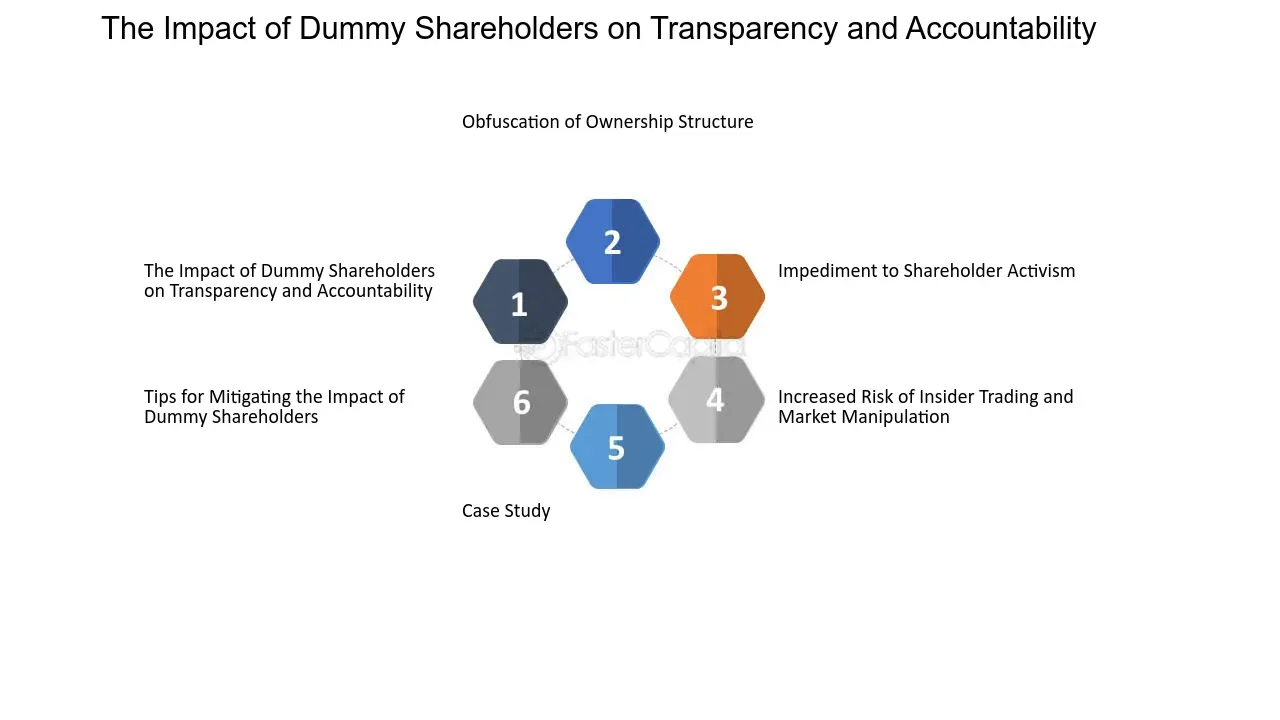 The Impact of Dummy Shareholders on Transparency and Accountability
Obfuscation of Ownership Structure
2
The Impact of Dummy Shareholders
on Transparency and Accountability
1
3
Impediment to Shareholder Activism
FasterCapital
Tips for Mitigating the Impact of
Dummy Shareholders
6
4
Increased Risk of Insider Trading and
Market Manipulation
5
Case Study